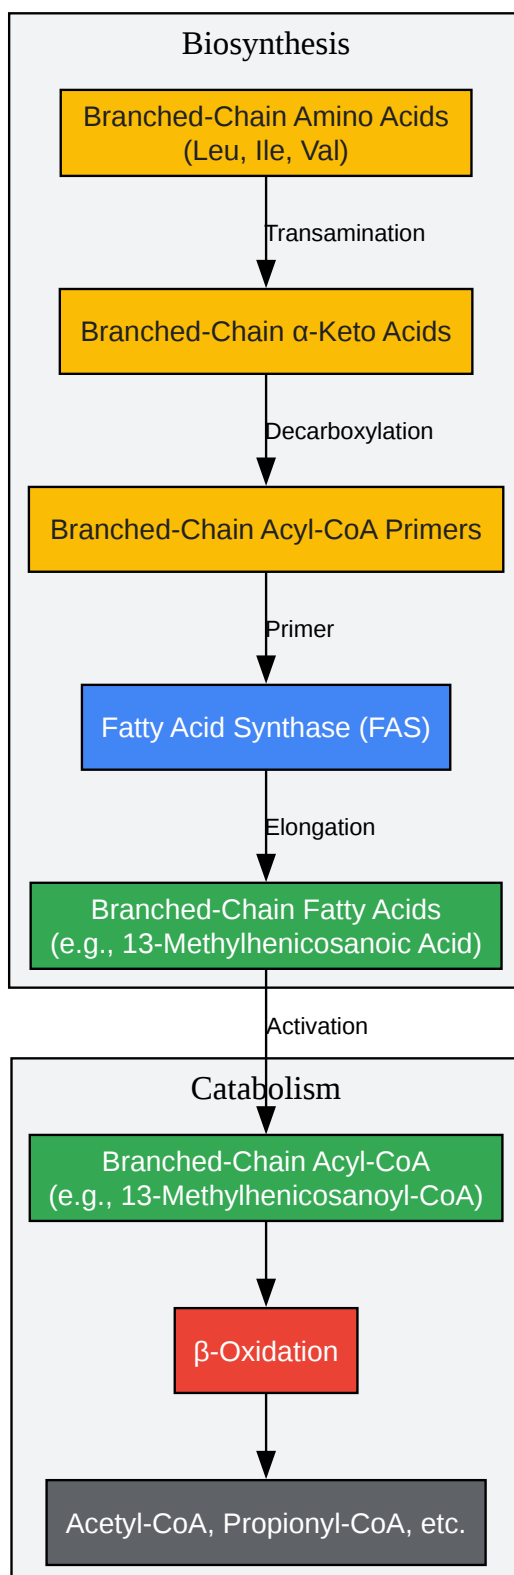 Biosynthesis
Branched-Chain Amino Acids
(Leu, Ile, Val)
Transamination
Branched-Chain α-Keto Acids
Decarboxylation
Branched-Chain Acyl-CoA Primers
Primer
Fatty Acid Synthase (FAS)
Elongation
Branched-Chain Fatty Acids
(e.g., 13-Methylhenicosanoic Acid)
Activation
Catabolism
Branched-Chain Acyl-CoA
(e.g., 13-Methylhenicosanoyl-CoA)
β-Oxidation
Acetyl-CoA, Propionyl-CoA, etc.